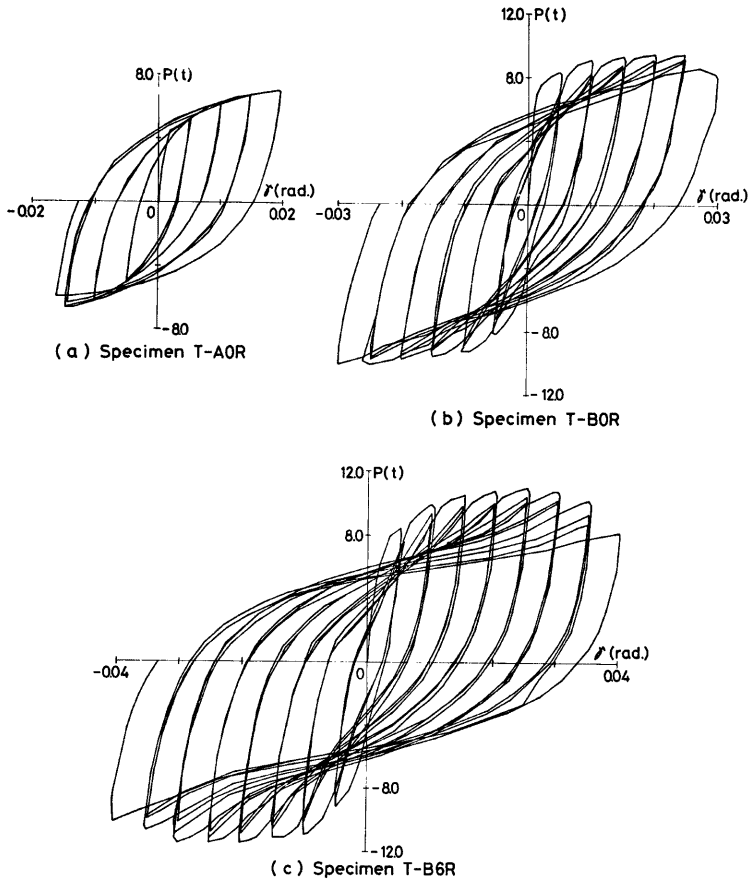 12.0 P(t)
8.0 P(t)
8.0
γ(rad.)
-0.02
0
0.02
-8.0
(a) Specimen T-A0R
γ(rad.)
-0.03
0
0.03
-8.0
-12.0
(b) Specimen T-B0R
12.0 P(t)
8.0
γ(rad.)
-0.04
0
0.04
-8.0
-12.0
(c) Specimen T-B6R